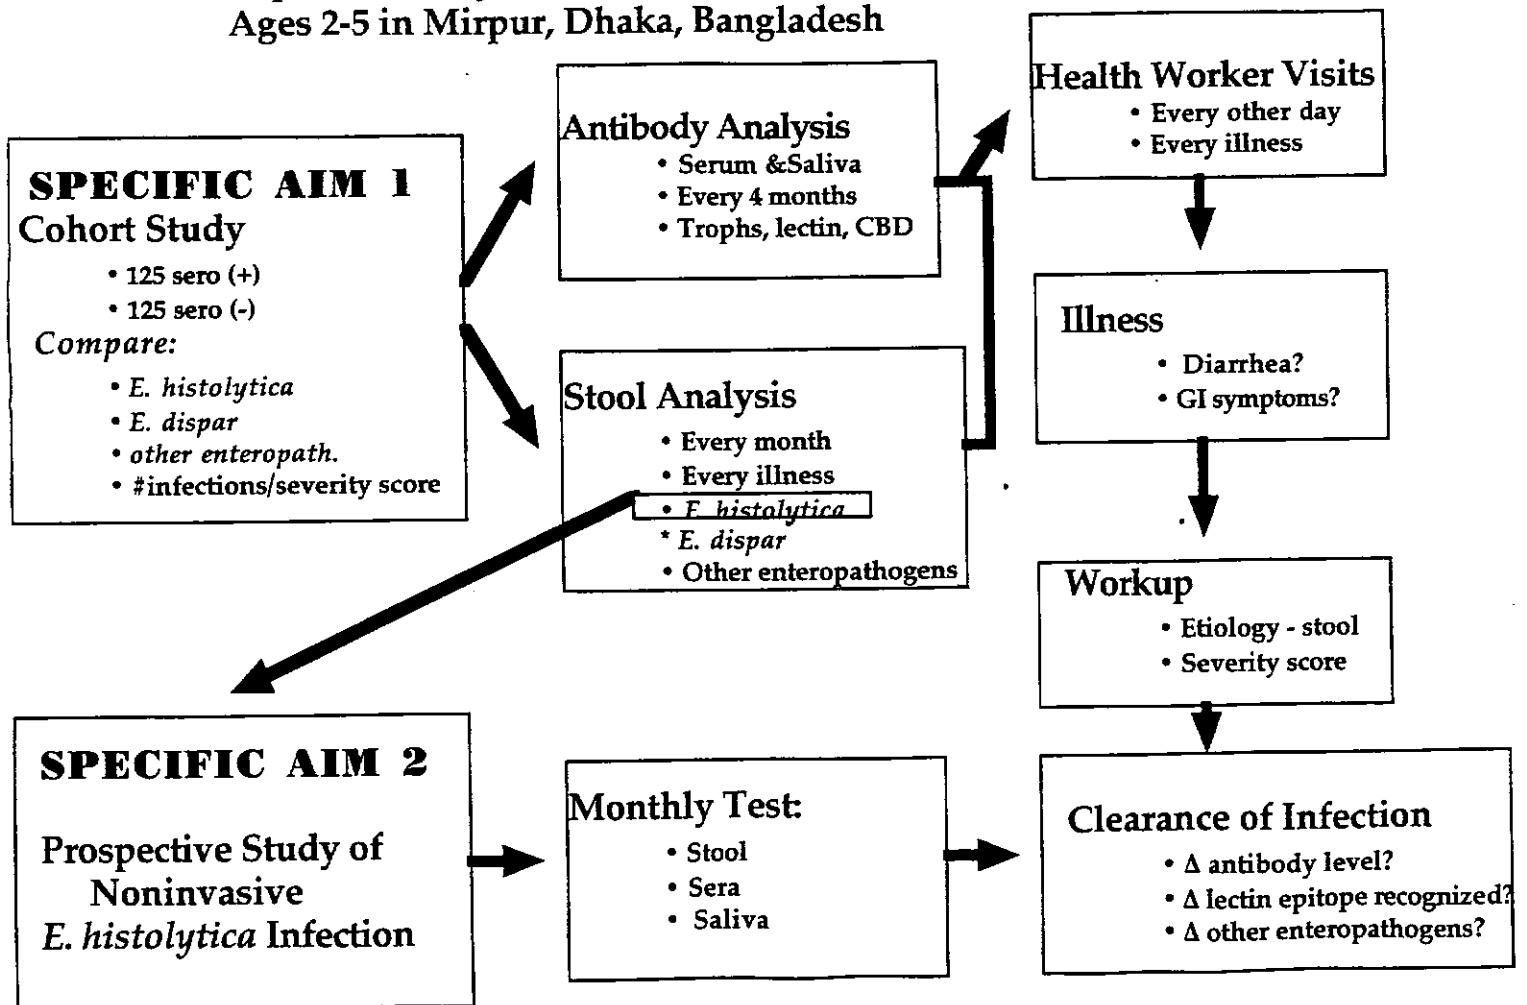 Ages 2-5 in Mirpur, Dhaka, Bangladesh
SPECIFIC AIM 1
Cohort Study
• 125 sero (+)
• 125 sero (-)
Compare:
• E. histolytica
• E. dispar
• other enteropath.
• #infections/severity score
Antibody Analysis
• Serum &Saliva
• Every 4 months
• Trophs, lectin, CBD
Stool Analysis
• Every month
• Every illness
• E. histolytica
* E. dispar
• Other enteropathogens
Health Worker Visits
• Every other day
• Every illness
Illness
• Diarrhea?
• GI symptoms?
Workup
• Etiology - stool
• Severity score
SPECIFIC AIM 2
Prospective Study of
Noninvasive
E. histolytica Infection
Monthly Test:
• Stool
• Sera
• Saliva
Clearance of Infection
• Δ antibody level?
• Δ lectin epitope recognized?
• Δ other enteropathogens?